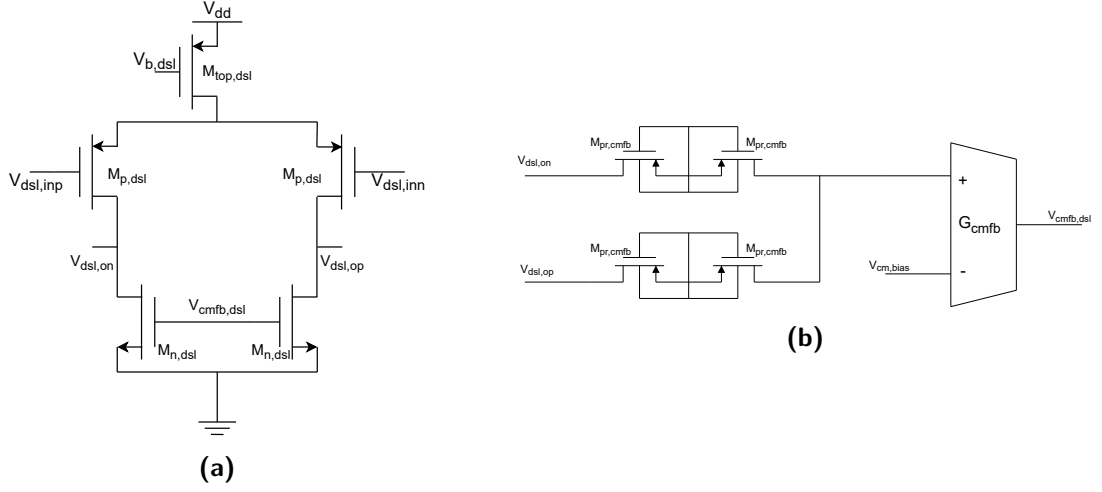 V_dd
V_b,dsl
M_top,dsl
V_dsl,inp
M_p,dsl
M_p,dsl
V_dsl,inn
V_dsl,on
V_dsl,op
V_cmfb,dsl
M_n,dsl
M_n,dsl
(a)
M_pr,cmfb
M_pr,cmfb
V_dsl,on
+
G_cmfb
V_cmfb,dsl
M_pr,cmfb
M_pr,cmfb
V_dsl,op
V_cm,bias
-
(b)